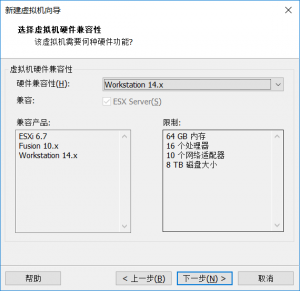 新建虚拟机向导
选择虚拟机硬件兼容性
该虚拟机需要何种硬件功能?
虚拟机硬件兼容性
硬件兼容性(H):
Workstation 14.x
兼容:
ESX Server(S)
兼容产品:
限制:
ESXi 6.7
Fusion 10.x
Workstation 14.x
64 GB 内存
16 个处理器
10 个网络适配器
8 TB 磁盘大小
帮助
< 上一步(B)
下一步(N) >
取消